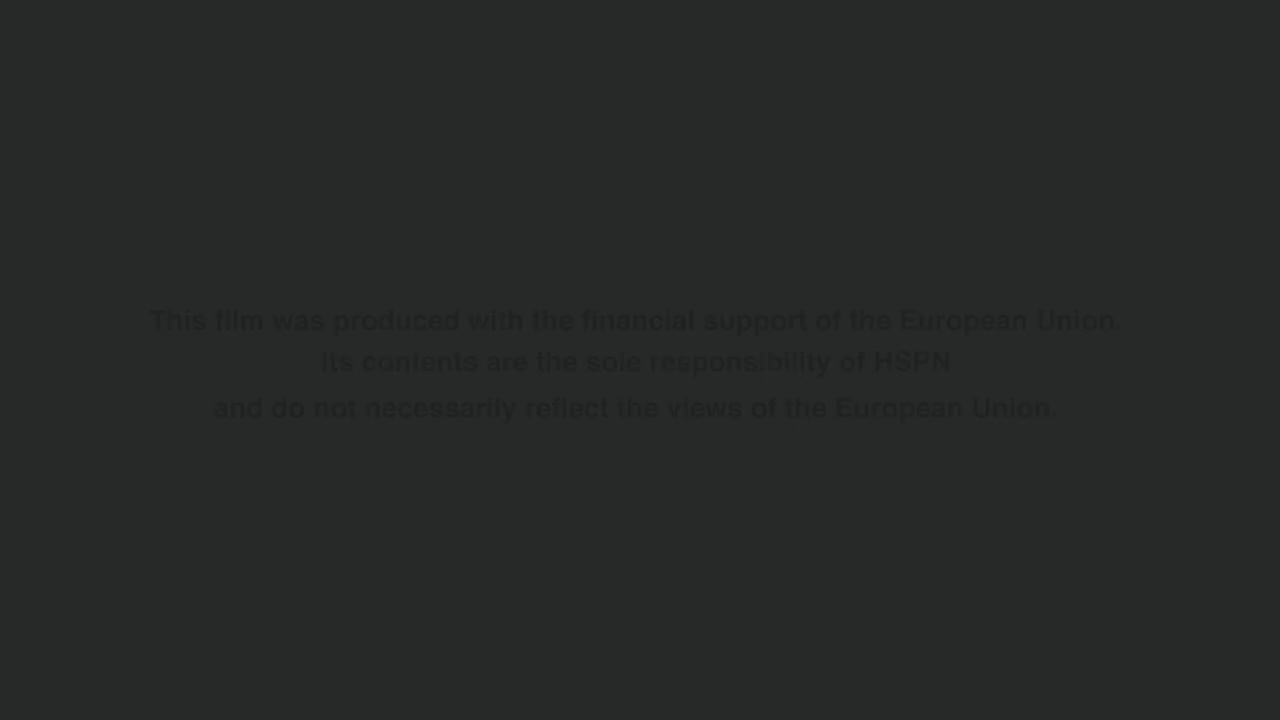 This film was produced with the financial support of the European Union.
Its contents are the sole responsibility of HSPN
and do not necessarily reflect the views of the European Union.